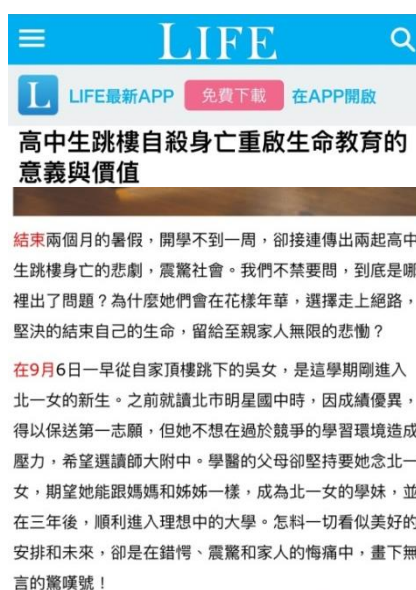 LIFE
L LIFE最新APP 免費下載 在APP開啟
高中生跳樓自殺身亡重啟生命教育的
意義與價值
結束兩個月的暑假，開學不到一周，卻接連傳出兩起高中
生跳樓身亡的悲劇，震驚社會。我們不禁要問，到底是哪
裡出了問題？為什麼她們會在花樣年華，選擇走上絕路，
堅決的結束自己的生命，留給至親家人無限的悲慟？
在9月6日一早從自家頂樓跳下的吳女，是這學期剛進入
北一女的新生。之前就讀北市明星國中時，因成績優異，
得以保送第一志願，但她不想在過於競爭的學習環境造成
壓力，希望選讀師大附中。學醫的父母卻堅持要她念北一
女，期望她能跟媽媽和姊姊一樣，成為北一女的學妹，並
在三年後，順利進入理想中的大學。怎料一切看似美好的
安排和未來，卻是在錯愕、震驚和家人的悔痛中，畫下無
言的驚嘆號！